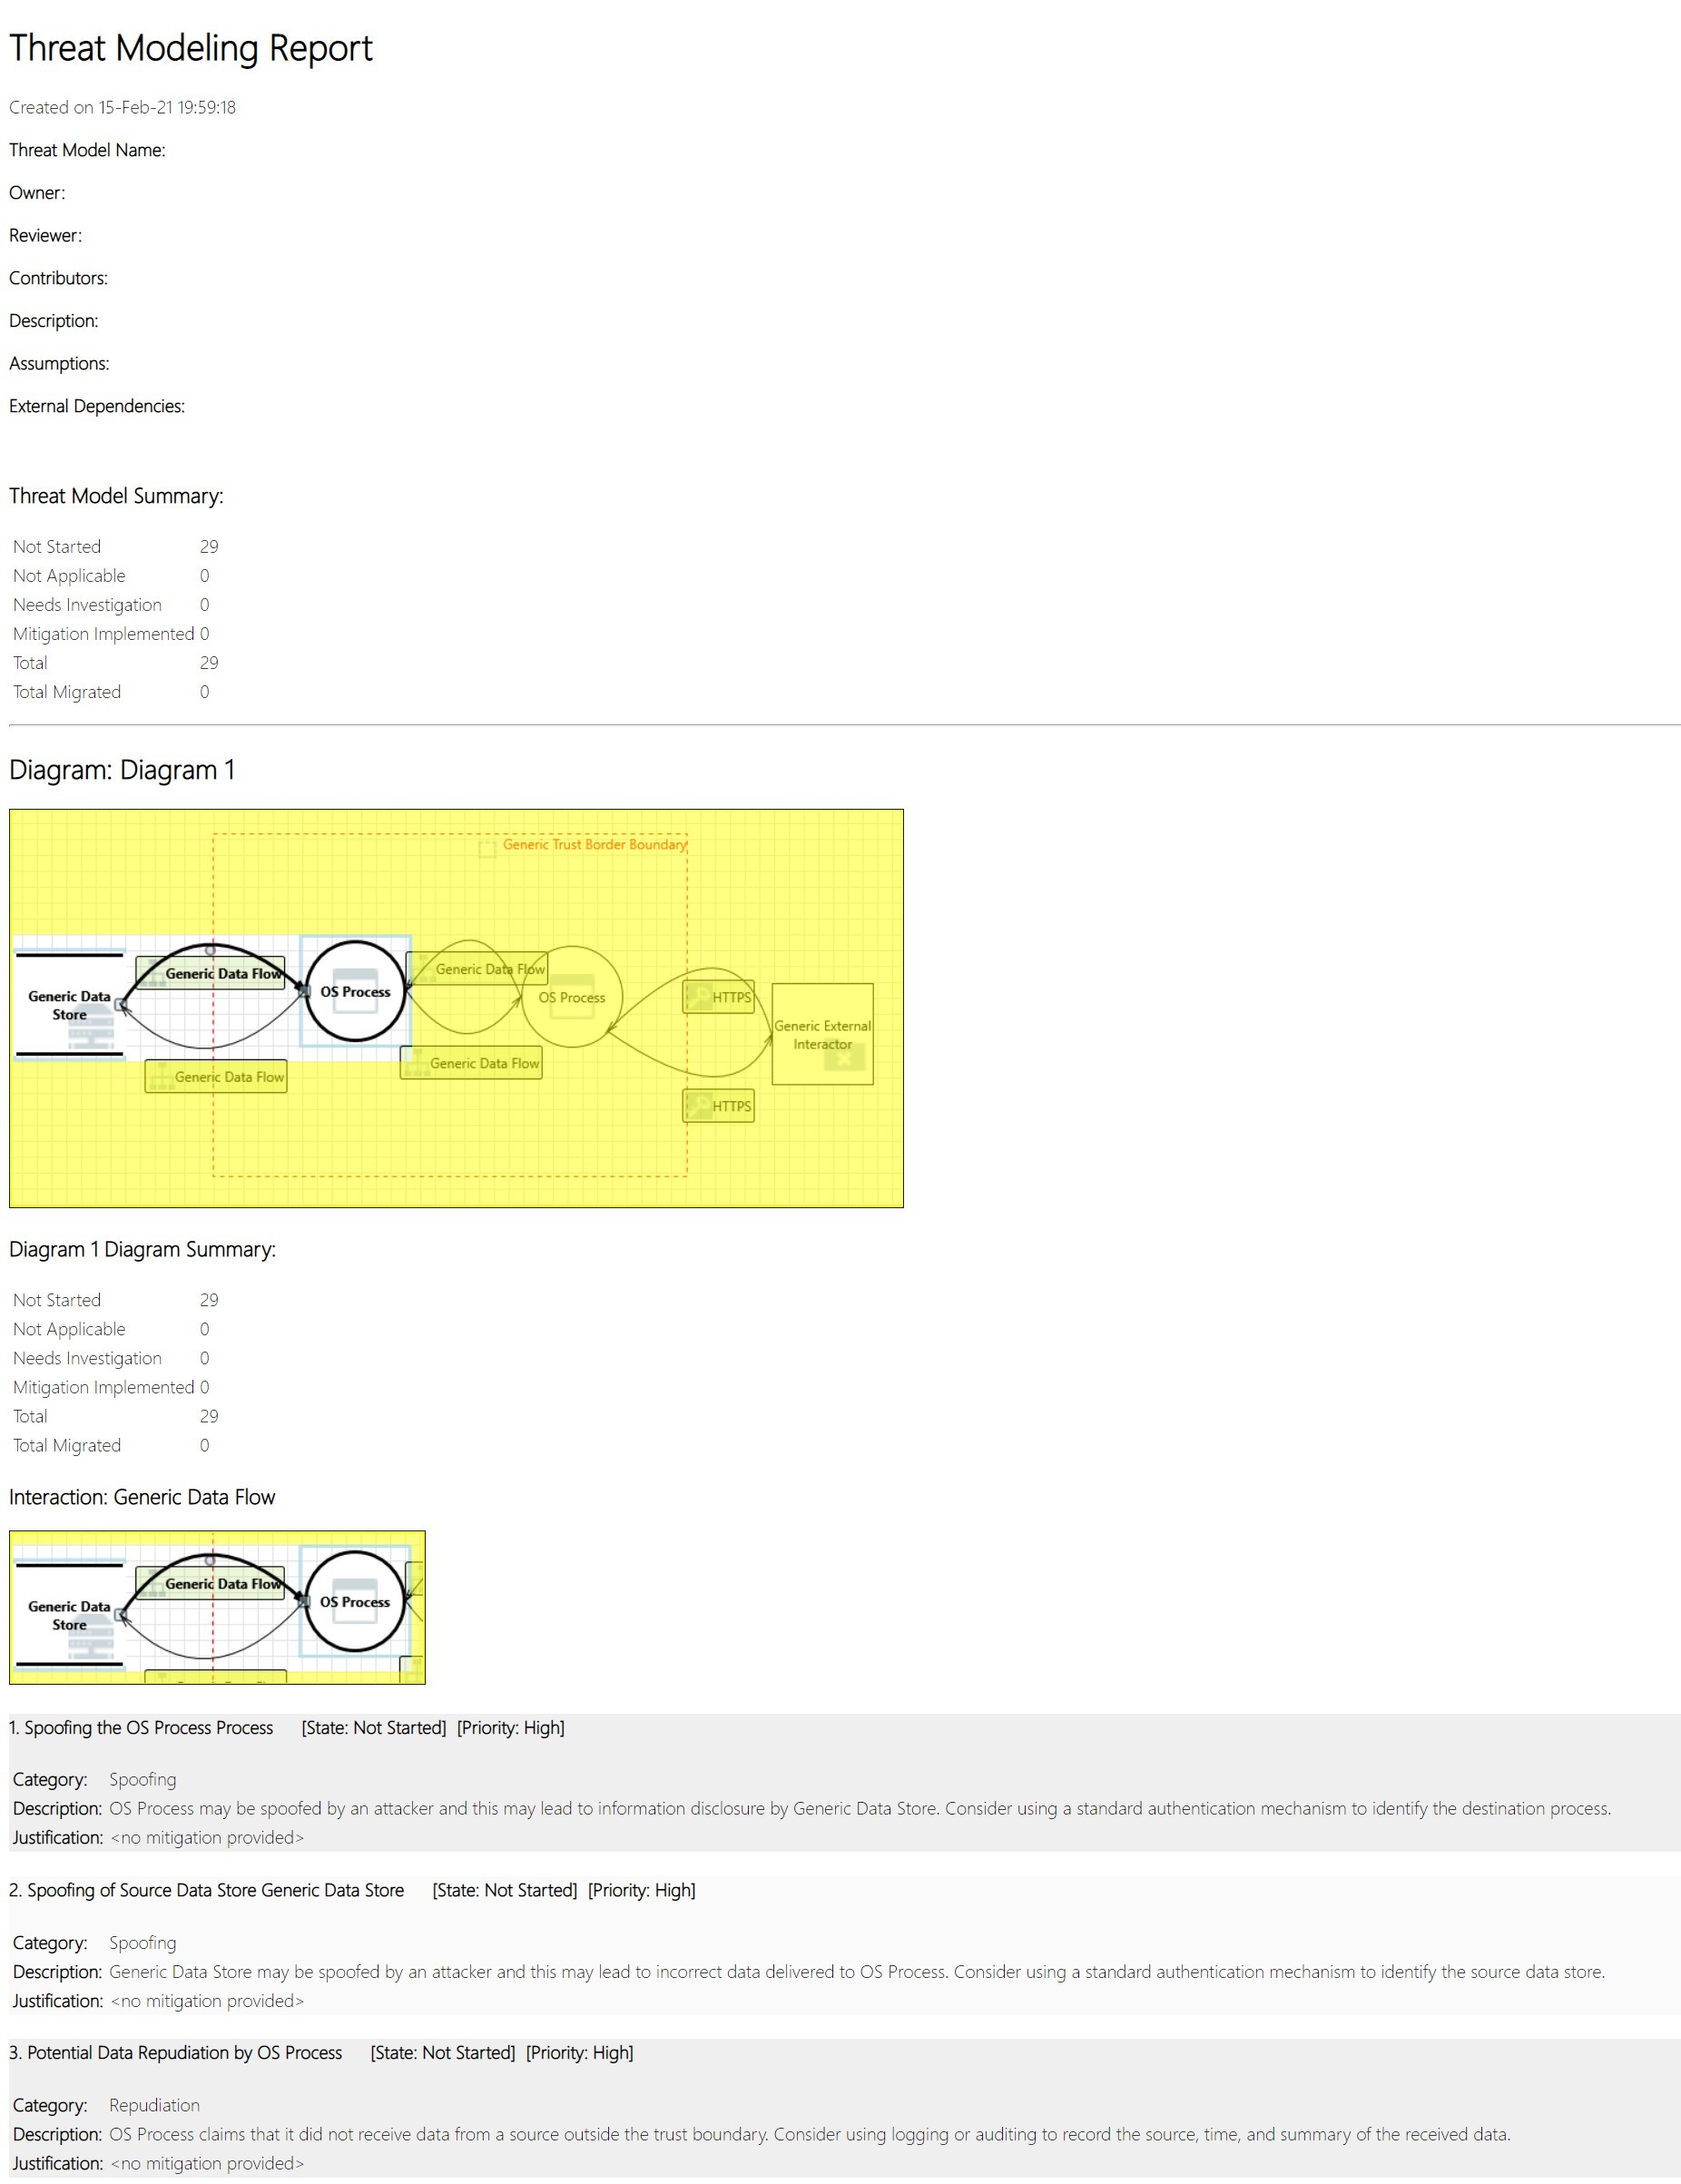 Threat Modeling Report
Created on 15-Feb-21 19:59:18
Threat Model Name:
Owner:
Reviewer:
Contributors:
Description:
Assumptions:
External Dependencies:
Threat Model Summary:
Not Started 29
Not Applicable 0
Needs Investigation 0
Mitigation Implemented 0
Total 29
Total Migrated 0
Diagram: Diagram 1
Generic Trust Border Boundary
Generic Data Flow
Generic Data Flow
OS Process
OS Process
HTTPS
Generic Data
Store
Generic External
Interactor
Generic Data Flow
Generic Data Flow
HTTPS
Diagram 1 Diagram Summary:
Not Started 29
Not Applicable 0
Needs Investigation 0
Mitigation Implemented 0
Total 29
Total Migrated 0
Interaction: Generic Data Flow
Generic Data Flow
Generic Data
Store
OS Process
1. Spoofing the OS Process Process [State: Not Started] [Priority: High]
Category: Spoofing
Description: OS Process may be spoofed by an attacker and this may lead to information disclosure by Generic Data Store. Consider using a standard authentication mechanism to identify the destination process.
Justification: <no mitigation provided>
2. Spoofing of Source Data Store Generic Data Store [State: Not Started] [Priority: High]
Category: Spoofing
Description: Generic Data Store may be spoofed by an attacker and this may lead to incorrect data delivered to OS Process. Consider using a standard authentication mechanism to identify the source data store.
Justification: <no mitigation provided>
3. Potential Data Repudiation by OS Process [State: Not Started] [Priority: High]
Category: Repudiation
Description: OS Process claims that it did not receive data from a source outside the trust boundary. Consider using logging or auditing to record the source, time, and summary of the received data.
Justification: <no mitigation provided>